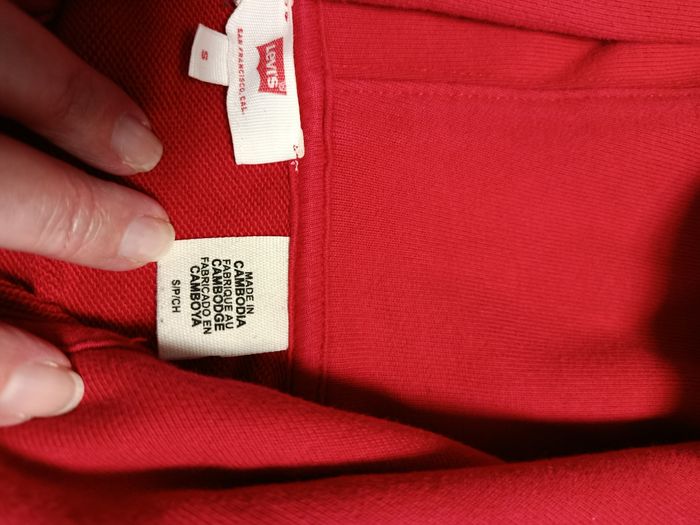 Levi's
SAN FRANCISCO, CAL.
S
MADE IN
CAMBODIA
FABRIQUE AU
CAMBODGE
FABRICADO EN
CAMBOYA
S/P/CH